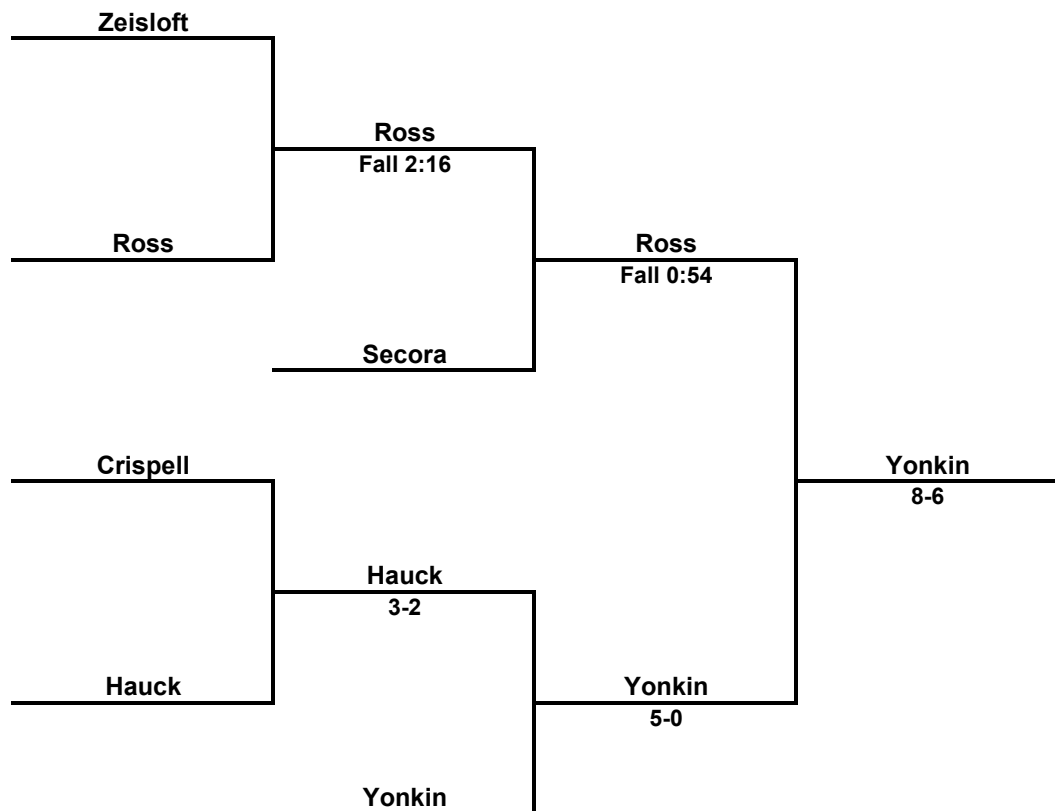 Zeisloft
Ross
Fall 2:16
Ross
Ross
Fall 0:54
Secora
Crispell
Yonkin
8-6
Hauck
3-2
Hauck
Yonkin
5-0
Yonkin